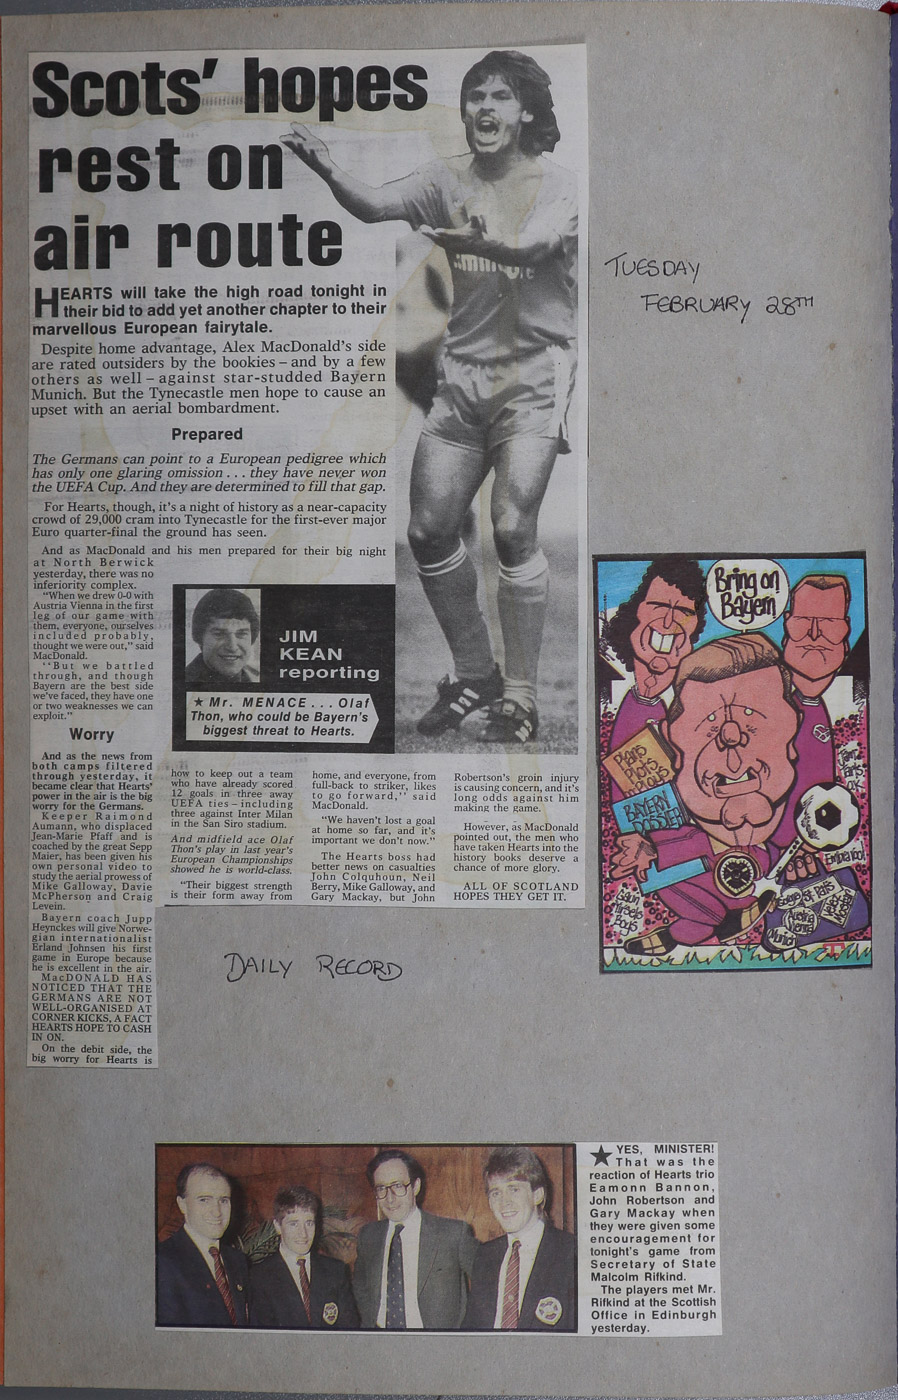 Scots' hopes
rest on
air route
HEARTS will take the high road tonight in
their bid to add yet another chapter to their
marvellous European fairytale.
Despite home advantage, Alex MacDonald's side
are rated outsiders by the bookies – and by a few
others as well – against star-studded Bayern
Munich. But the Tynecastle men hope to cause an
upset with an aerial bombardment.
Prepared
The Germans can point to a European pedigree which
has only one glaring omission . . . they have never won
the UEFA Cup. And they are determined to fill that gap.
For Hearts, though, it's a night of history as a near-capacity
crowd of 29,000 cram into Tynecastle for the first-ever major
Euro quarter-final the ground has seen.
And as MacDonald and his men prepared for their big night
at North Berwick
yesterday, there was no
inferiority complex.
"When we drew 0-0 with
Austria Vienna in the first
leg of our game with
them, everyone, ourselves
included probably,
thought we were out," said
MacDonald.
"But we battled
through, and though
Bayern are the best side
we've faced, they have one
or two weaknesses we can
exploit."
Worry
And as the news from
both camps filtered
through yesterday, it
became clear that Hearts'
power in the air is the big
worry for the Germans.
Keeper Raimond
Aumann, who displaced
Jean-Marie Pfaff and is
coached by the great Sepp
Maier, has been given his
own personal video to
study the aerial prowess of
Mike Galloway, Davie
McPherson and Craig
Levein.
Bayern coach Jupp
Heynckes will give Norwe-
gian internationalist
Erland Johnsen his first
game in Europe because
he is excellent in the air.
MacDONALD HAS
NOTICED THAT THE
GERMANS ARE NOT
WELL-ORGANISED AT
CORNER KICKS, A FACT
HEARTS HOPE TO CASH
IN ON.
On the debit side, the
big worry for Hearts is
JIM
KEAN
reporting
★ Mr. MENACE . . . Olaf
Thon, who could be Bayern's
biggest threat to Hearts.
how to keep out a team
who have already scored
12 goals in three away
UEFA ties – including
three against Inter Milan
in the San Siro stadium.
And midfield ace Olaf
Thon's play in last year's
European Championships
showed he is world-class.
"Their biggest strength
is their form away from
home, and everyone, from
full-back to striker, likes
to go forward," said
MacDonald.
"We haven't lost a goal
at home so far, and it's
important we don't now."
The Hearts boss had
better news on casualties
John Colquhoun, Neil
Berry, Mike Galloway, and
Gary Mackay, but John
Robertson's groin injury
is causing concern, and it's
long odds against him
making the game.
However, as MacDonald
pointed out, the men who
have taken Hearts into the
history books deserve a
chance of more glory.
ALL OF SCOTLAND
HOPES THEY GET IT.
TUESDAY
FEBRUARY 28TH
Bring on
Bayern
Plans
Plots
BAYERN
DOSSIER
St. Pats
Austria
Vienna
Munich
DAILY RECORD
★ YES, MINISTER!
That was the
reaction of Hearts trio
Eamonn Bannon,
John Robertson and
Gary Mackay when
they were given some
encouragement for
tonight's game from
Secretary of State
Malcolm Rifkind.
The players met Mr.
Rifkind at the Scottish
Office in Edinburgh
yesterday.